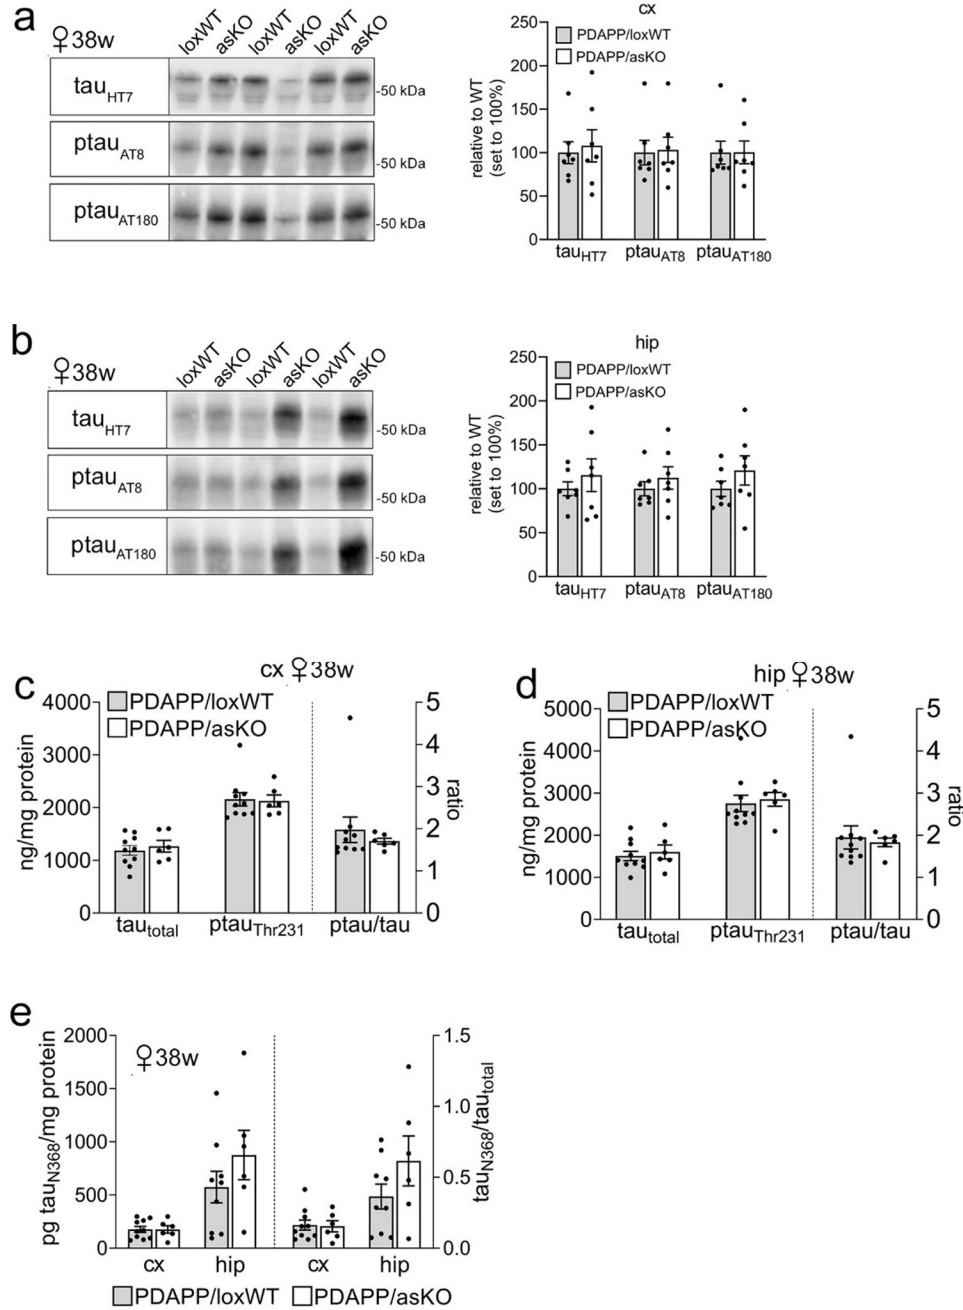 a
♀38w
loxWT asKO loxWT asKO loxWT asKO
tauHT7
-50 kDa
ptauAT8
-50 kDa
ptauAT180
-50 kDa
cx
PDAPP/loxWT
PDAPP/asKO
relative to WT
(set to 100%)
250
200
150
100
50
0
tauHT7 ptauAT8 ptauAT180
b
♀38w
loxWT asKO loxWT asKO loxWT asKO
tauHT7
-50 kDa
ptauAT8
-50 kDa
ptauAT180
-50 kDa
hip
PDAPP/loxWT
PDAPP/asKO
relative to WT
(set to 100%)
250
200
150
100
50
0
tauHT7 ptauAT8 ptauAT180
c
cx ♀38w
PDAPP/loxWT
PDAPP/asKO
ng/mg protein
4000
3000
2000
1000
0
5
4
3
2
1
0
ratio
tautotal ptauThr231 ptau/tau
d
hip ♀38w
PDAPP/loxWT
PDAPP/asKO
ng/mg protein
5000
4000
3000
2000
1000
0
5
4
3
2
1
0
ratio
tautotal ptauThr231 ptau/tau
e
♀38w
pg tauN368/mg protein
2000
1500
1000
500
0
1.5
1.0
0.5
0.0
tauN368/tautotal
cx hip cx hip
PDAPP/loxWT PDAPP/asKO